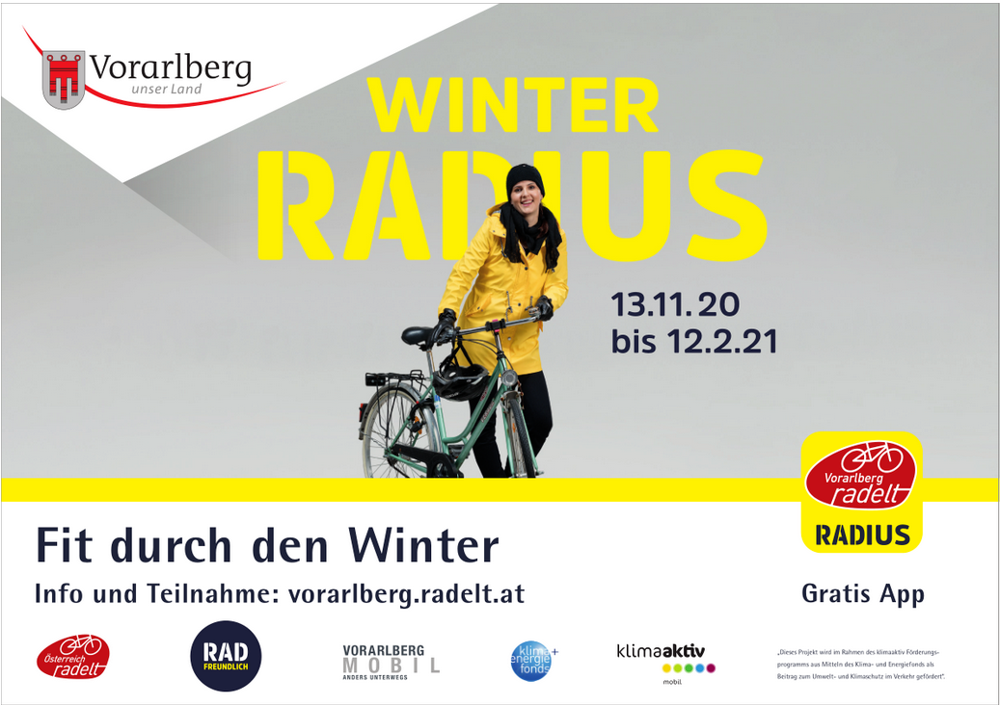 Vorarlberg
unser Land
WINTER
RADIUS
13.11.20
bis 12.2.21
Vorarlberg
radelt
RADIUS
Fit durch den Winter
Info und Teilnahme: vorarlberg.radelt.at
Gratis App
Österreich
radelt
RAD
FREUNDLICH
VORARLBERG
MOBIL
ANDERS UNTERWEGS
klima+
energie
fonds
klimaaktiv
mobil
„Dieses Projekt wird im Rahmen des klimaaktiv Förderungs-
programms aus Mitteln des Klima- und Energiefonds als
Beitrag zum Umwelt- und Klimaschutz im Verkehr gefördert“.